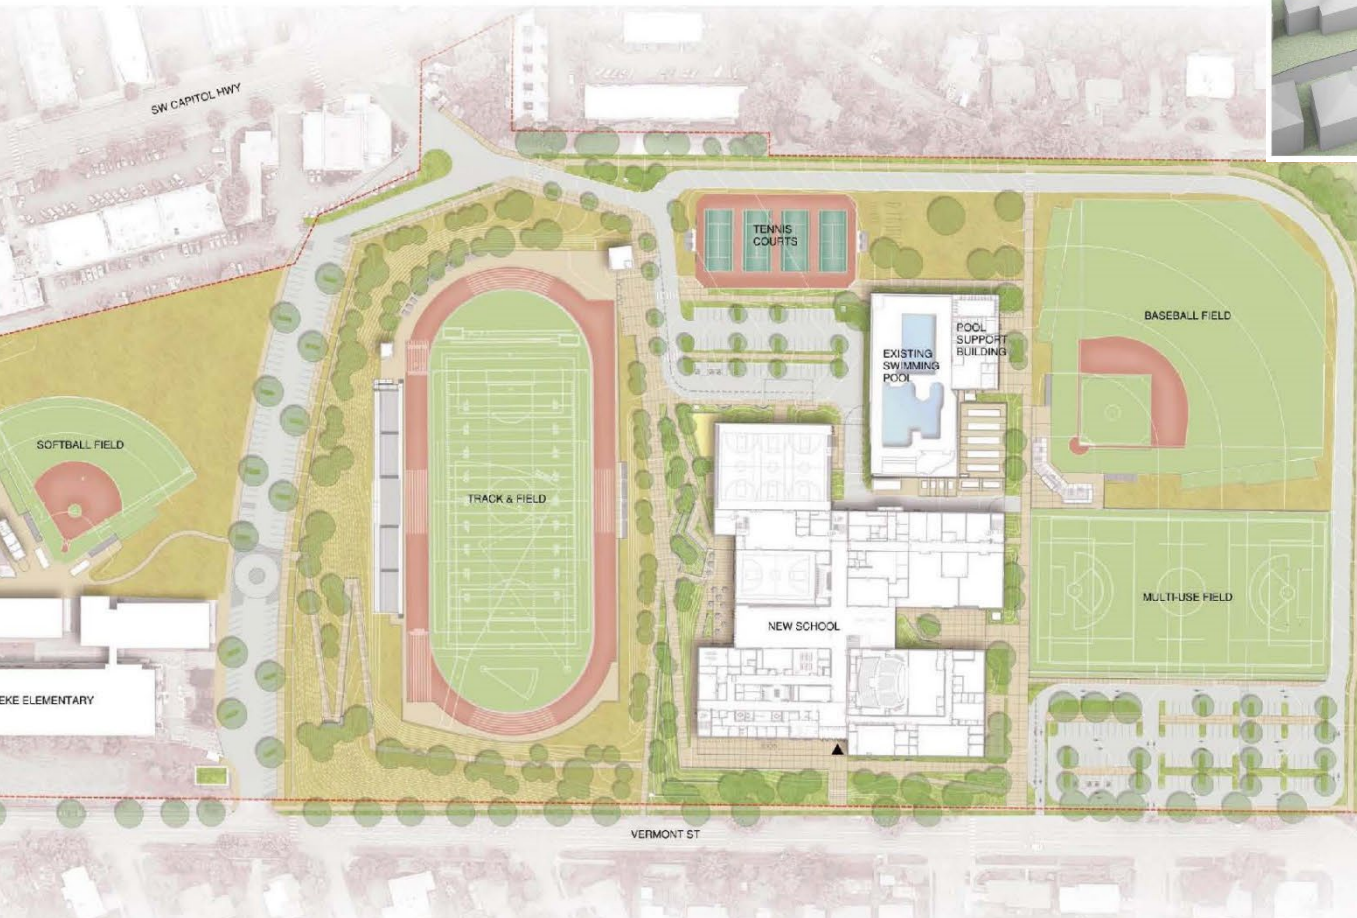 SW CAPITOL HWY
TENNIS
COURTS
BASEBALL FIELD
POOL
SUPPORT
BUILDING
EXISTING
SWIMMING
POOL
SOFTBALL FIELD
TRACK & FIELD
MULTI-USE FIELD
NEW SCHOOL
EKE ELEMENTARY
VERMONT ST